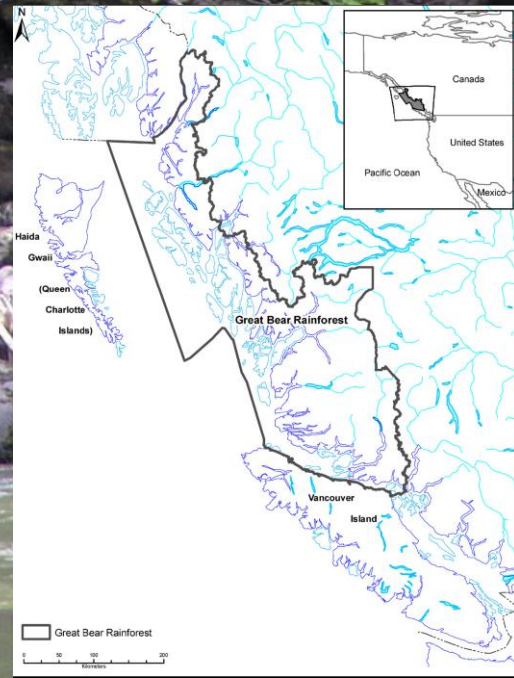 N
Canada
United States
Pacific Ocean
Mexico
Haida
Gwaii
(Queen
Charlotte
Islands)
Great Bear Rainforest
Vancouver
Island
Great Bear Rainforest
0 50 100 200
Kilometers